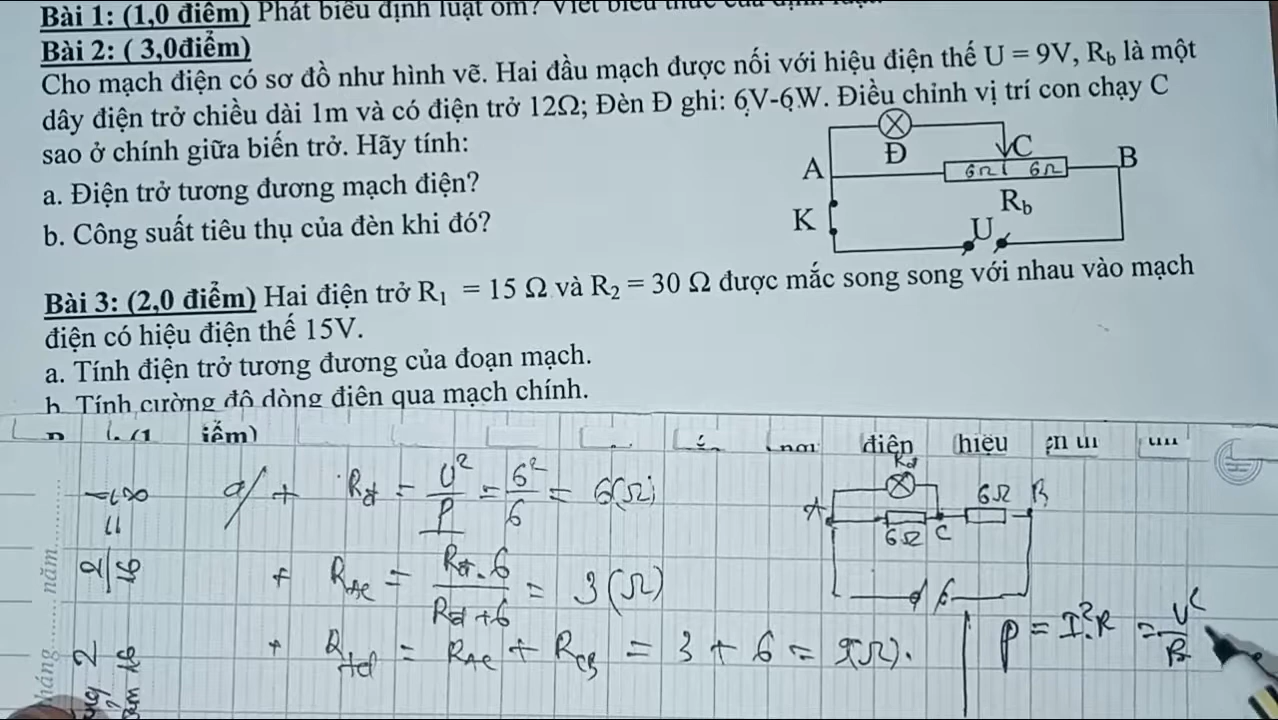 Bài 1: (1,0 điểm) Phát biểu định luật ôm? Viết biểu thức của định luật
Bài 2: ( 3,0điểm)
Cho mạch điện có sơ đồ như hình vẽ. Hai đầu mạch được nối với hiệu điện thế U = 9V, Rb là một
dây điện trở chiều dài 1m và có điện trở 12Ω; Đèn Đ ghi: 6V-6W. Điều chỉnh vị trí con chạy C
sao ở chính giữa biến trở. Hãy tính:
a. Điện trở tương đương mạch điện?
b. Công suất tiêu thụ của đèn khi đó?
Đ
C
A
6Ω 6Ω
B
Rb
K
U
Bài 3: (2,0 điểm) Hai điện trở R1 = 15 Ω và R2 = 30 Ω được mắc song song với nhau vào mạch
điện có hiệu điện thế 15V.
a. Tính điện trở tương đương của đoạn mạch.
b. Tính cường độ dòng điện qua mạch chính.
iểm)
điện hiệu
a/ + Rđ = U²/P = 6²/6 = 6(Ω)
Rđ
A
6Ω C
6Ω B
+ RAC = Rđ.6/Rđ+6 = 3(Ω)
+ Rtđ = RAC + RCB = 3 + 6 = 9(Ω).
P = I².R = U²/R
háng........ năm........